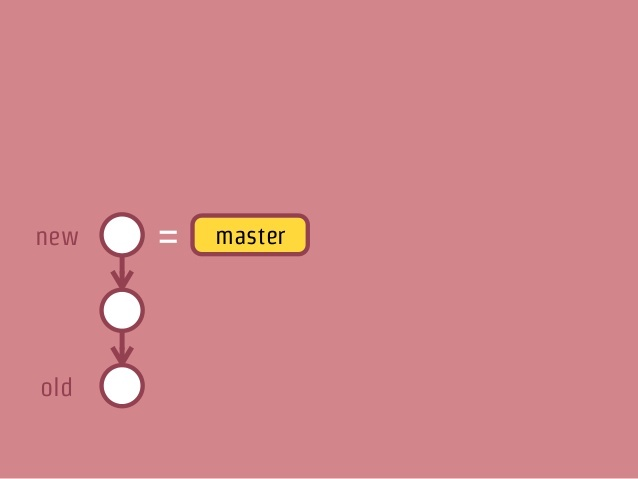 new = master
old